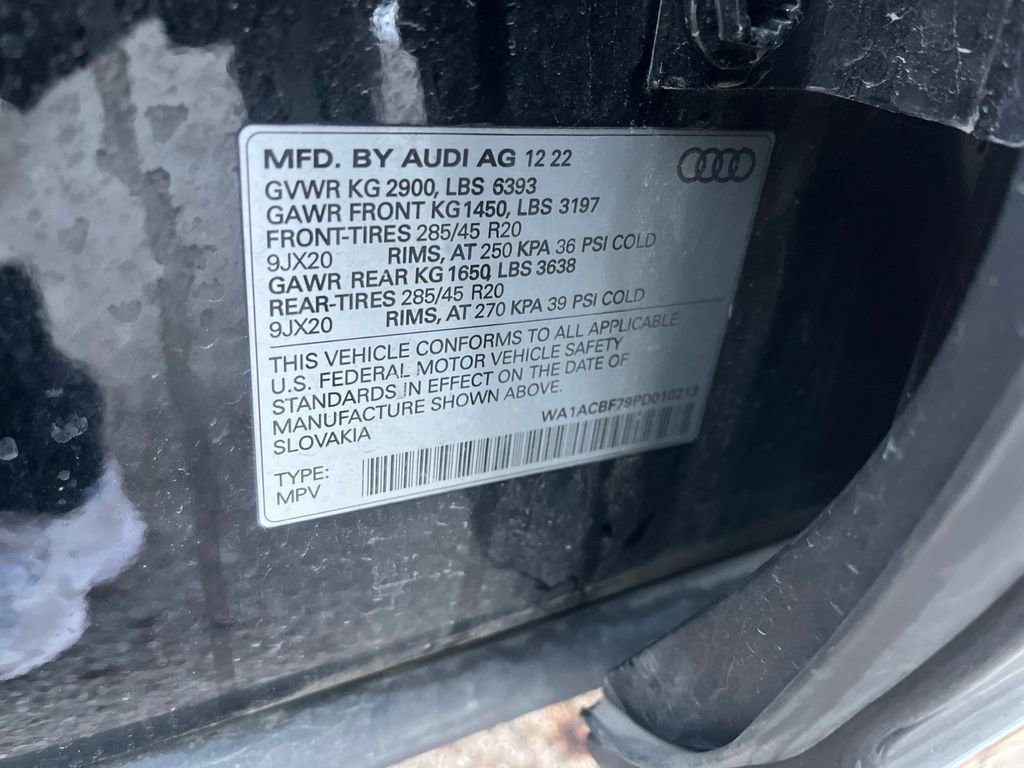 MFD. BY AUDI AG 12 22
GVWR KG 2900, LBS 6393
GAWR FRONT KG 1450, LBS 3197
FRONT-TIRES 285/45 R20
9JX20 RIMS, AT 250 KPA 36 PSI COLD
GAWR REAR KG 1650, LBS 3638
REAR-TIRES 285/45 R20
9JX20 RIMS, AT 270 KPA 39 PSI COLD
THIS VEHICLE CONFORMS TO ALL APPLICABLE
U.S. FEDERAL MOTOR VEHICLE SAFETY
STANDARDS IN EFFECT ON THE DATE OF
MANUFACTURE SHOWN ABOVE.
SLOVAKIA WA1ACBF79PD010213
TYPE:
MPV